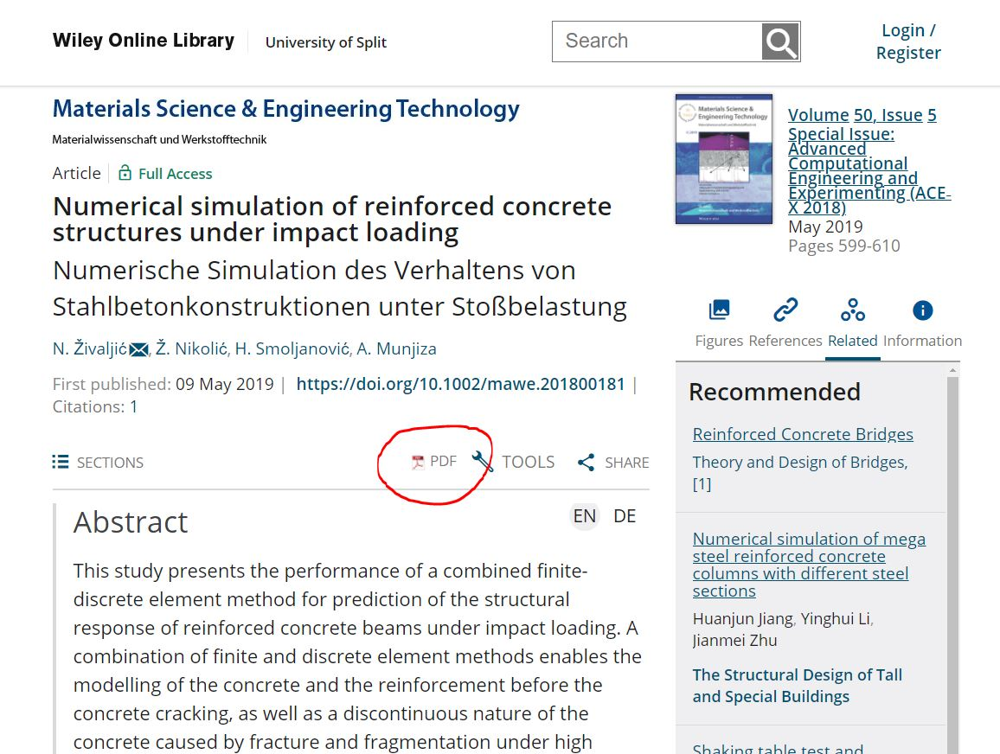 Wiley Online Library
University of Split
Search
Login /
Register
Materials Science & Engineering Technology
Materialwissenschaft und Werkstofftechnik
Article
Full Access
Numerical simulation of reinforced concrete
structures under impact loading
Numerische Simulation des Verhaltens von
Stahlbetonkonstruktionen unter Stoßbelastung
N. Živaljić, Ž. Nikolić, H. Smoljanović, A. Munjiza
First published: 09 May 2019 | https://doi.org/10.1002/mawe.201800181 |
Citations: 1
SECTIONS
PDF
TOOLS
SHARE
Abstract
EN DE
This study presents the performance of a combined finite-
discrete element method for prediction of the structural
response of reinforced concrete beams under impact loading. A
combination of finite and discrete element methods enables the
modelling of the concrete and the reinforcement before the
concrete cracking, as well as a discontinuous nature of the
concrete caused by fracture and fragmentation under high
Materials Science &
Engineering Technology
Volume 50, Issue 5
Special Issue:
Advanced
Computational
Engineering and
Experimenting (ACE-
X 2018)
May 2019
Pages 599-610
Figures
References
Related
Information
Recommended
Reinforced Concrete Bridges
Theory and Design of Bridges,
[1]
Numerical simulation of mega
steel reinforced concrete
columns with different steel
sections
Huanjun Jiang, Yinghui Li,
Jianmei Zhu
The Structural Design of Tall
and Special Buildings
Shaking table test and